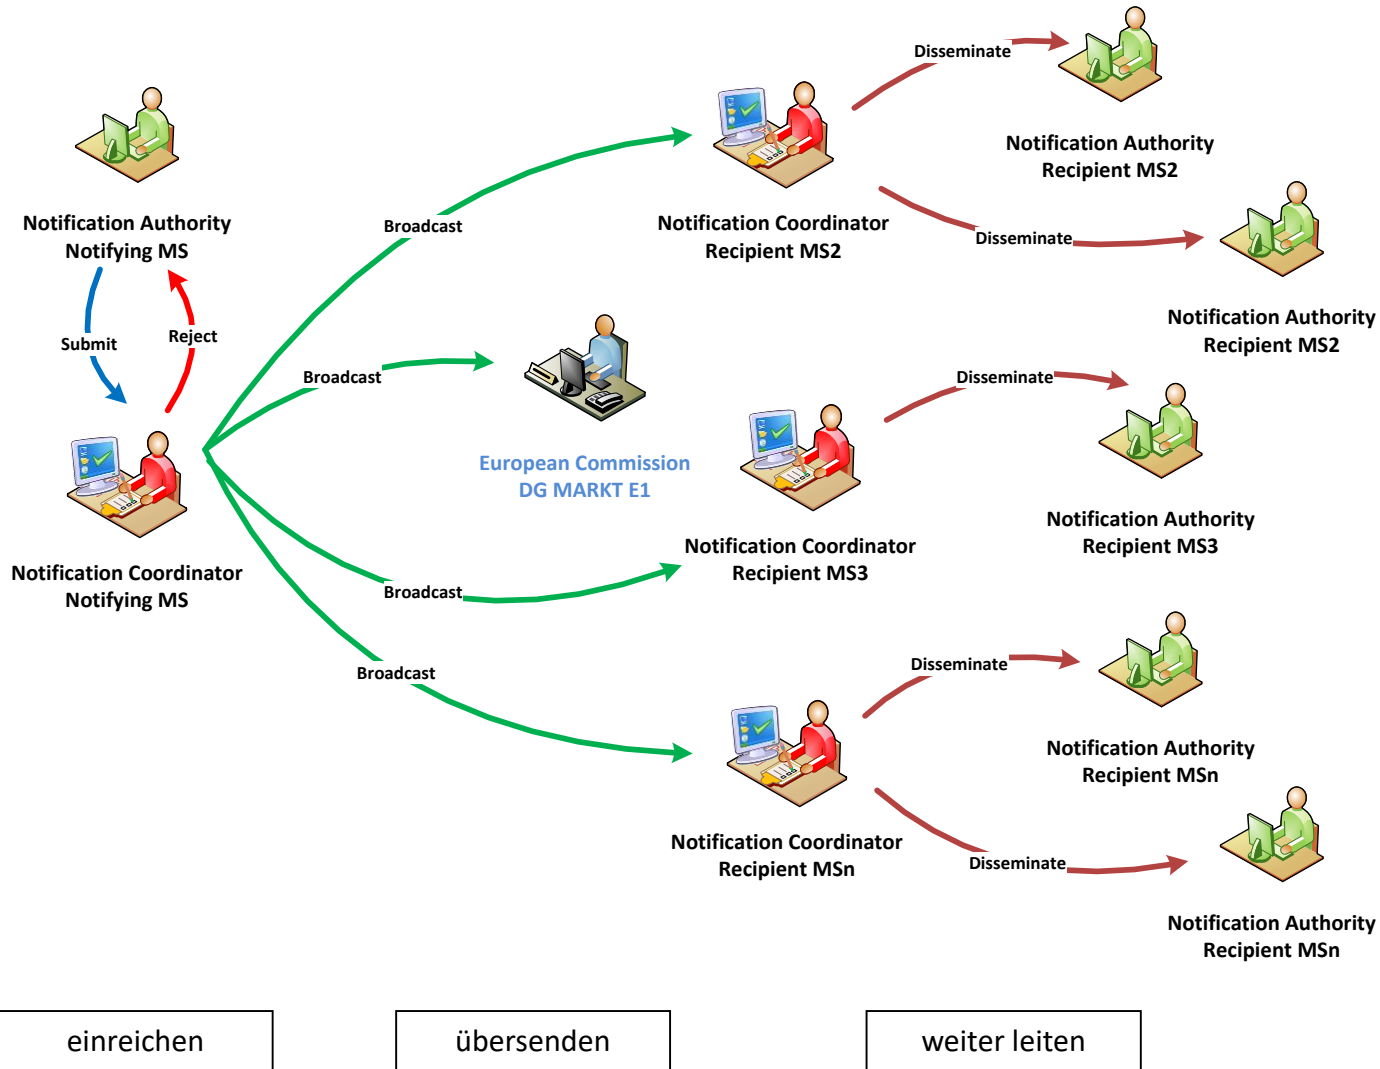 Disseminate
Notification Authority
Recipient MS2
Notification Authority
Notifying MS
Broadcast
Notification Coordinator
Recipient MS2
Disseminate
Submit
Reject
Notification Authority
Recipient MS2
Broadcast
Disseminate
European Commission
DG MARKT E1
Notification Authority
Recipient MS3
Notification Coordinator
Recipient MS3
Notification Coordinator
Notifying MS
Broadcast
Broadcast
Disseminate
Notification Authority
Recipient MSn
Notification Coordinator
Recipient MSn
Disseminate
Notification Authority
Recipient MSn
einreichen
übersenden
weiter leiten